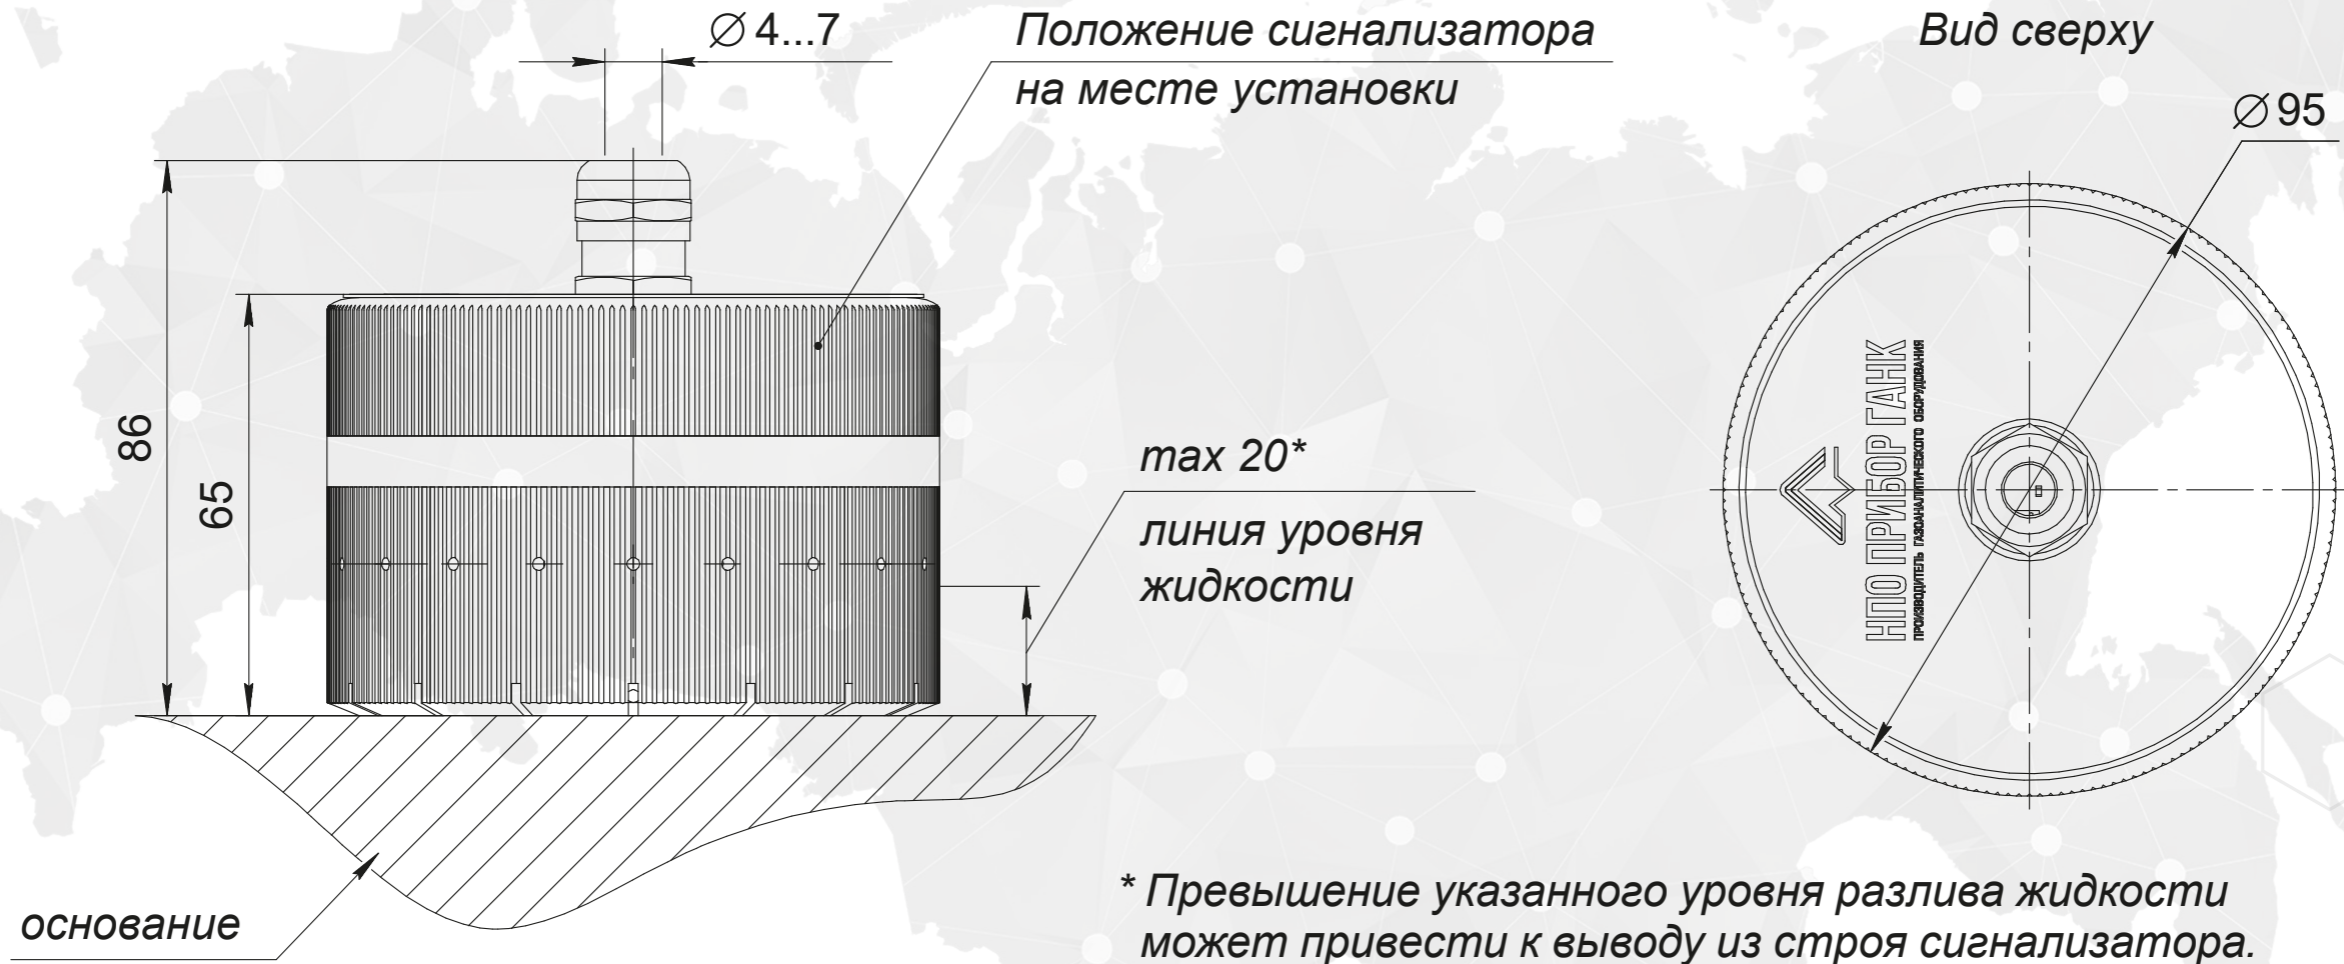 ∅ 4...7
Положение сигнализатора
на месте установки
Вид сверху
∅ 95
86
65
max 20*
линия уровня
жидкости
НПО ПРИБОР ГАНК
ПРОИЗВОДИТЕЛЬ ГАЗОАНАЛИТИЧЕСКОГО ОБОРУДОВАНИЯ
основание
* Превышение указанного уровня разлива жидкости
может привести к выводу из строя сигнализатора.